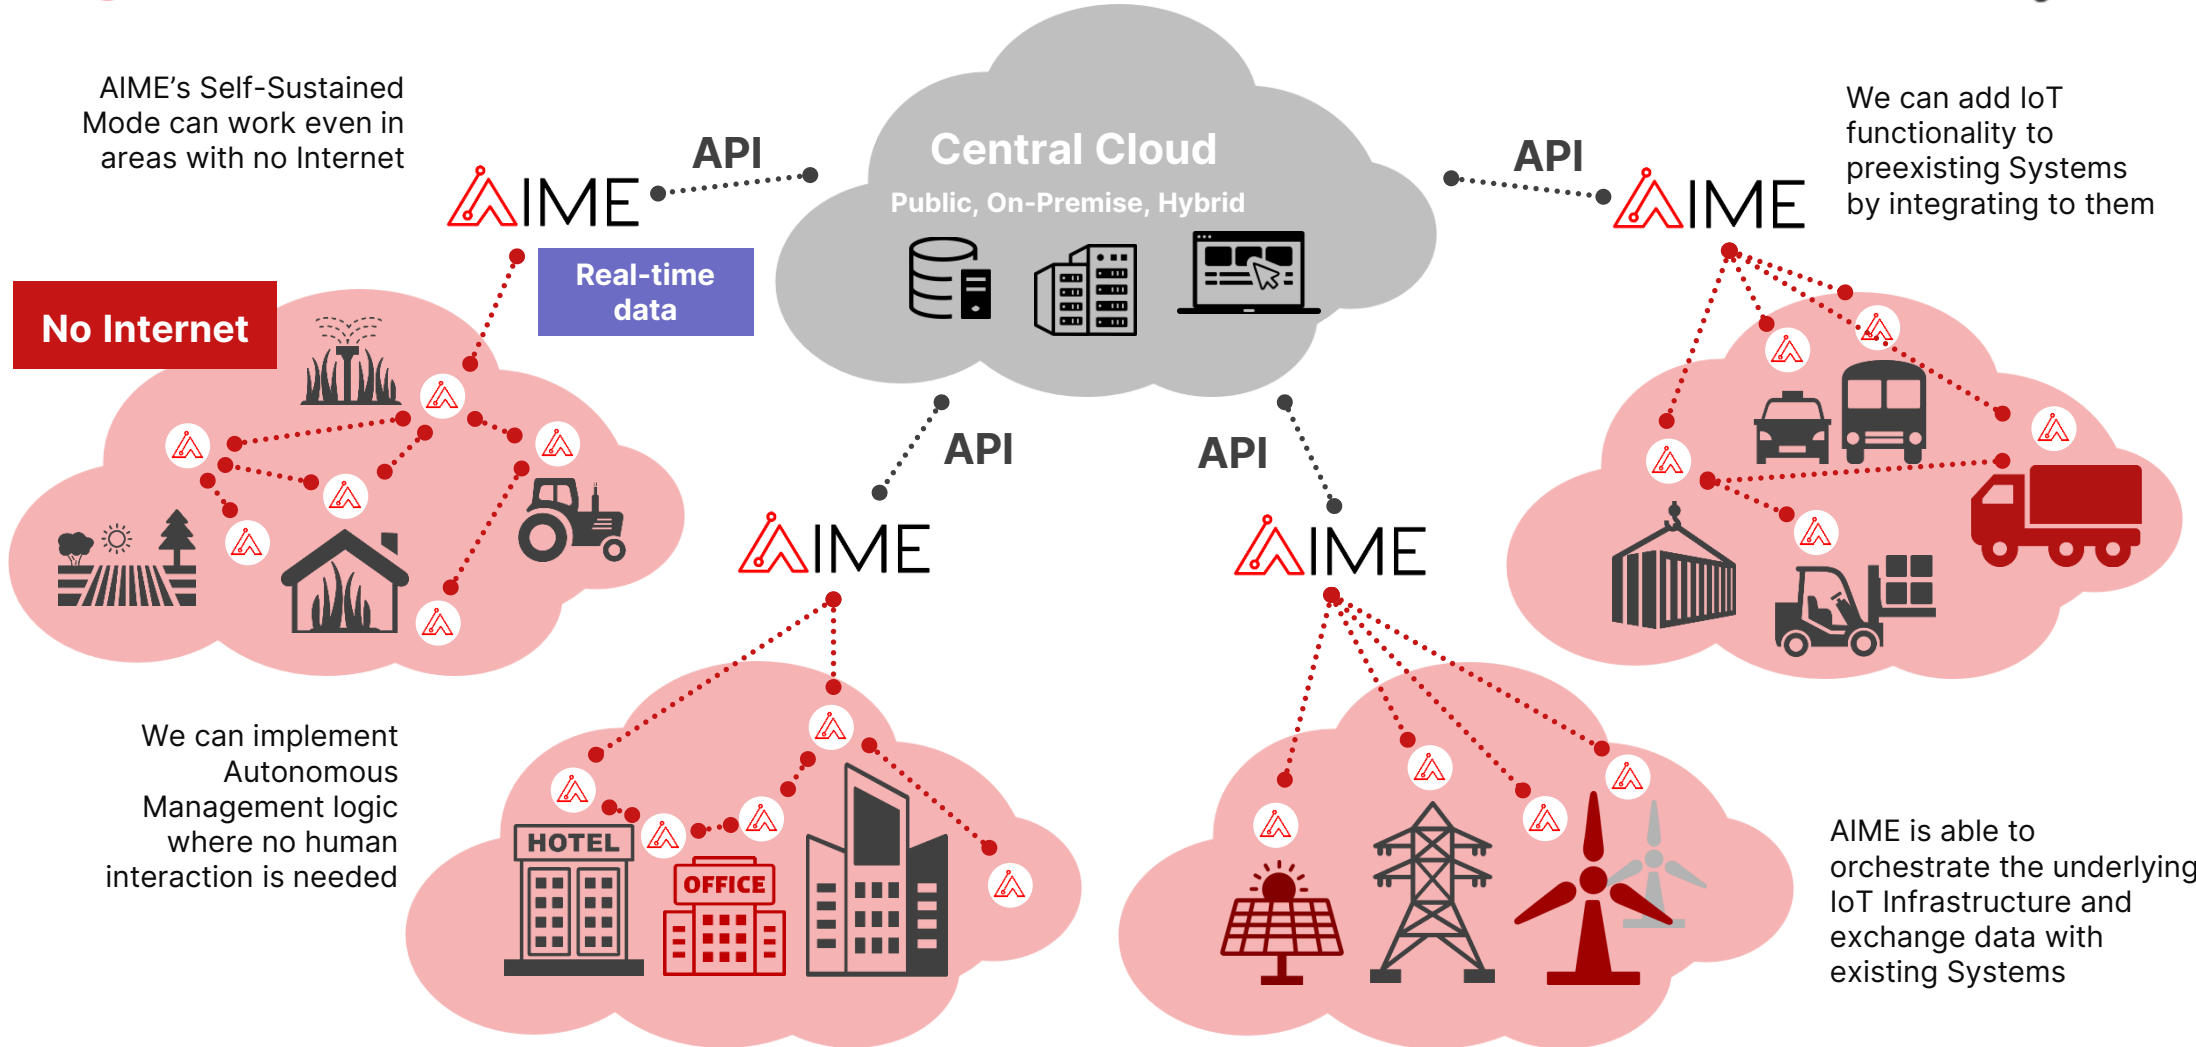 AIME's Self-Sustained
Mode can work even in
areas with no Internet
API
Central Cloud
Public, On-Premise, Hybrid
API
We can add IoT
functionality to
preexisting Systems
by integrating to them
AIME
AIME
Real-time
data
No Internet
API
API
AIME
AIME
We can implement
Autonomous
Management logic
where no human
interaction is needed
HOTEL
OFFICE
AIME is able to
orchestrate the underlying
IoT Infrastructure and
exchange data with
existing Systems